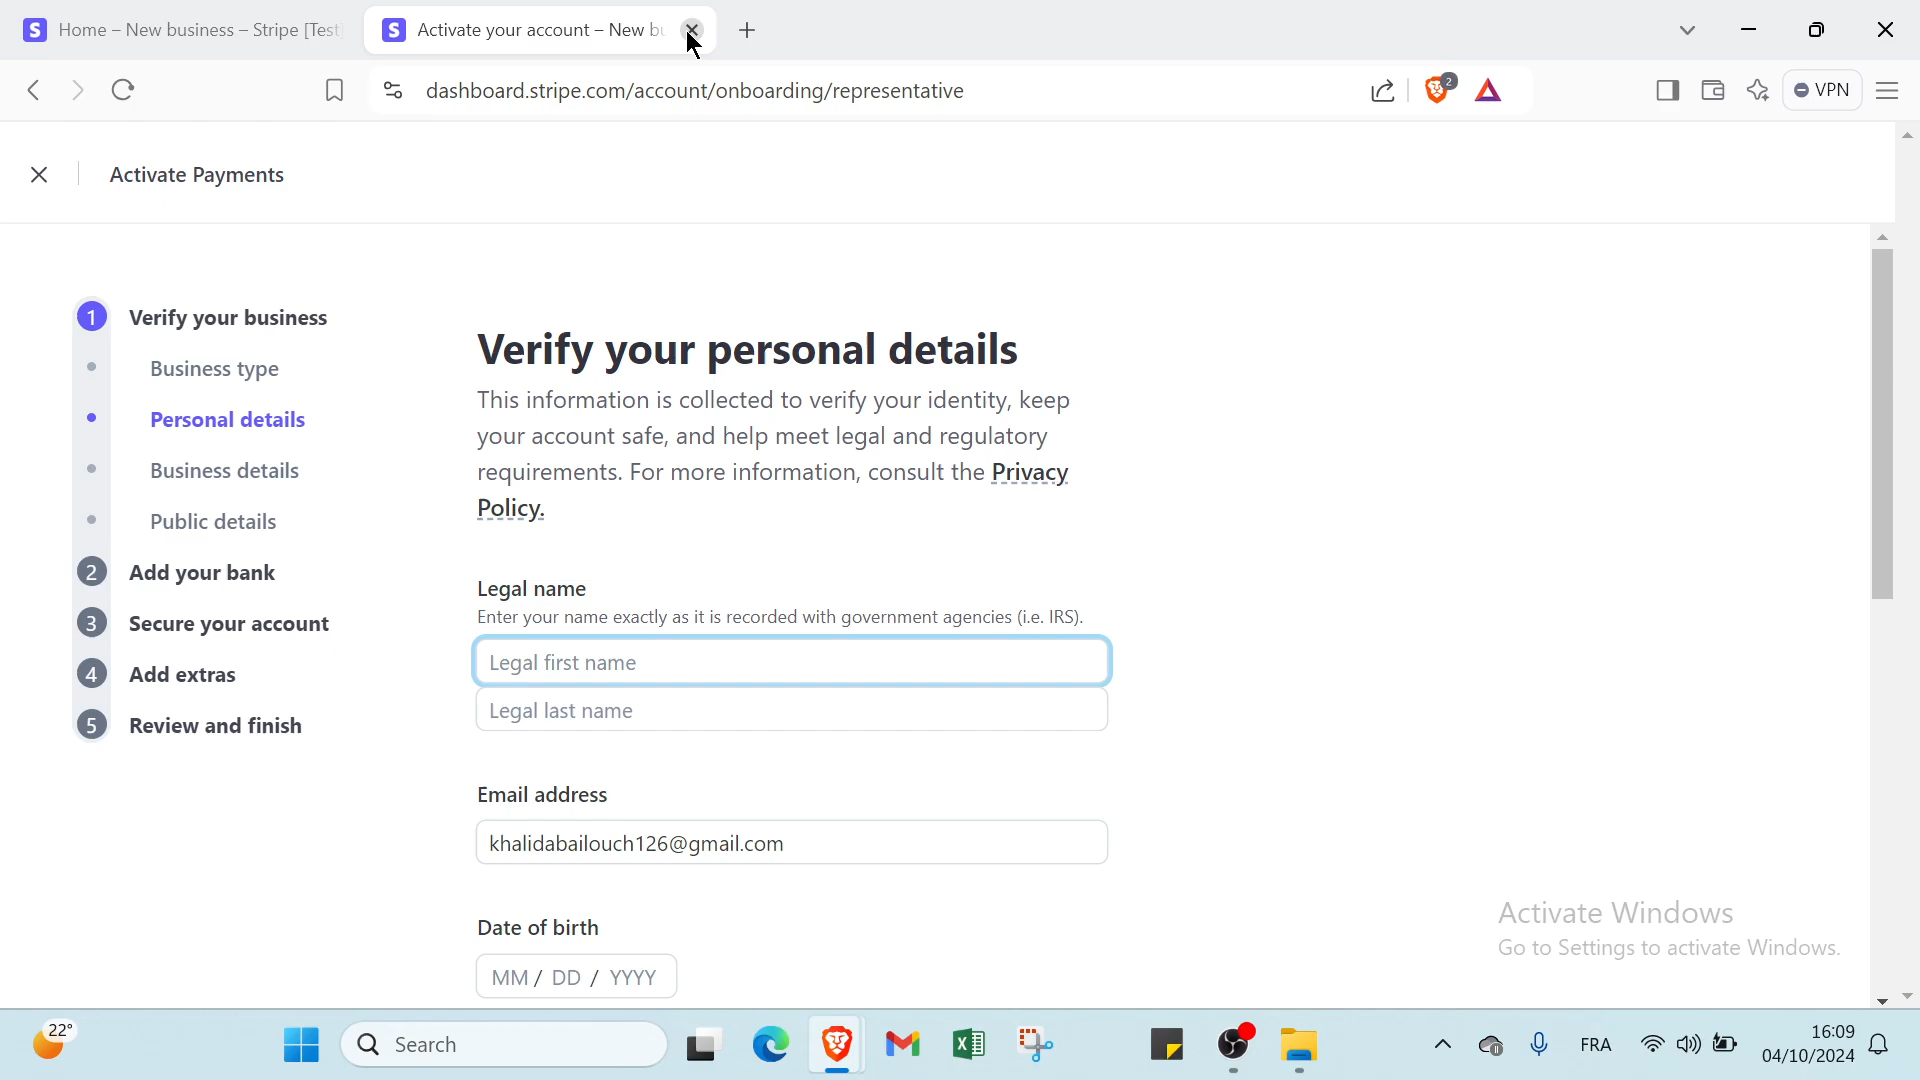 Home – New business – Stripe [Test
Activate your account – New bu
dashboard.stripe.com/account/onboarding/representative
2
VPN
Activate Payments
1 Verify your business
Business type
Personal details
Business details
Public details
2 Add your bank
3 Secure your account
4 Add extras
5 Review and finish
Verify your personal details
This information is collected to verify your identity, keep
your account safe, and help meet legal and regulatory
requirements. For more information, consult the Privacy
Policy.
Legal name
Enter your name exactly as it is recorded with government agencies (i.e. IRS).
Legal first name
Legal last name
Email address
khalidabailouch126@gmail.com
Date of birth
MM / DD / YYYY
Activate Windows
Go to Settings to activate Windows.
22°
Search
FRA
16:09
04/10/2024